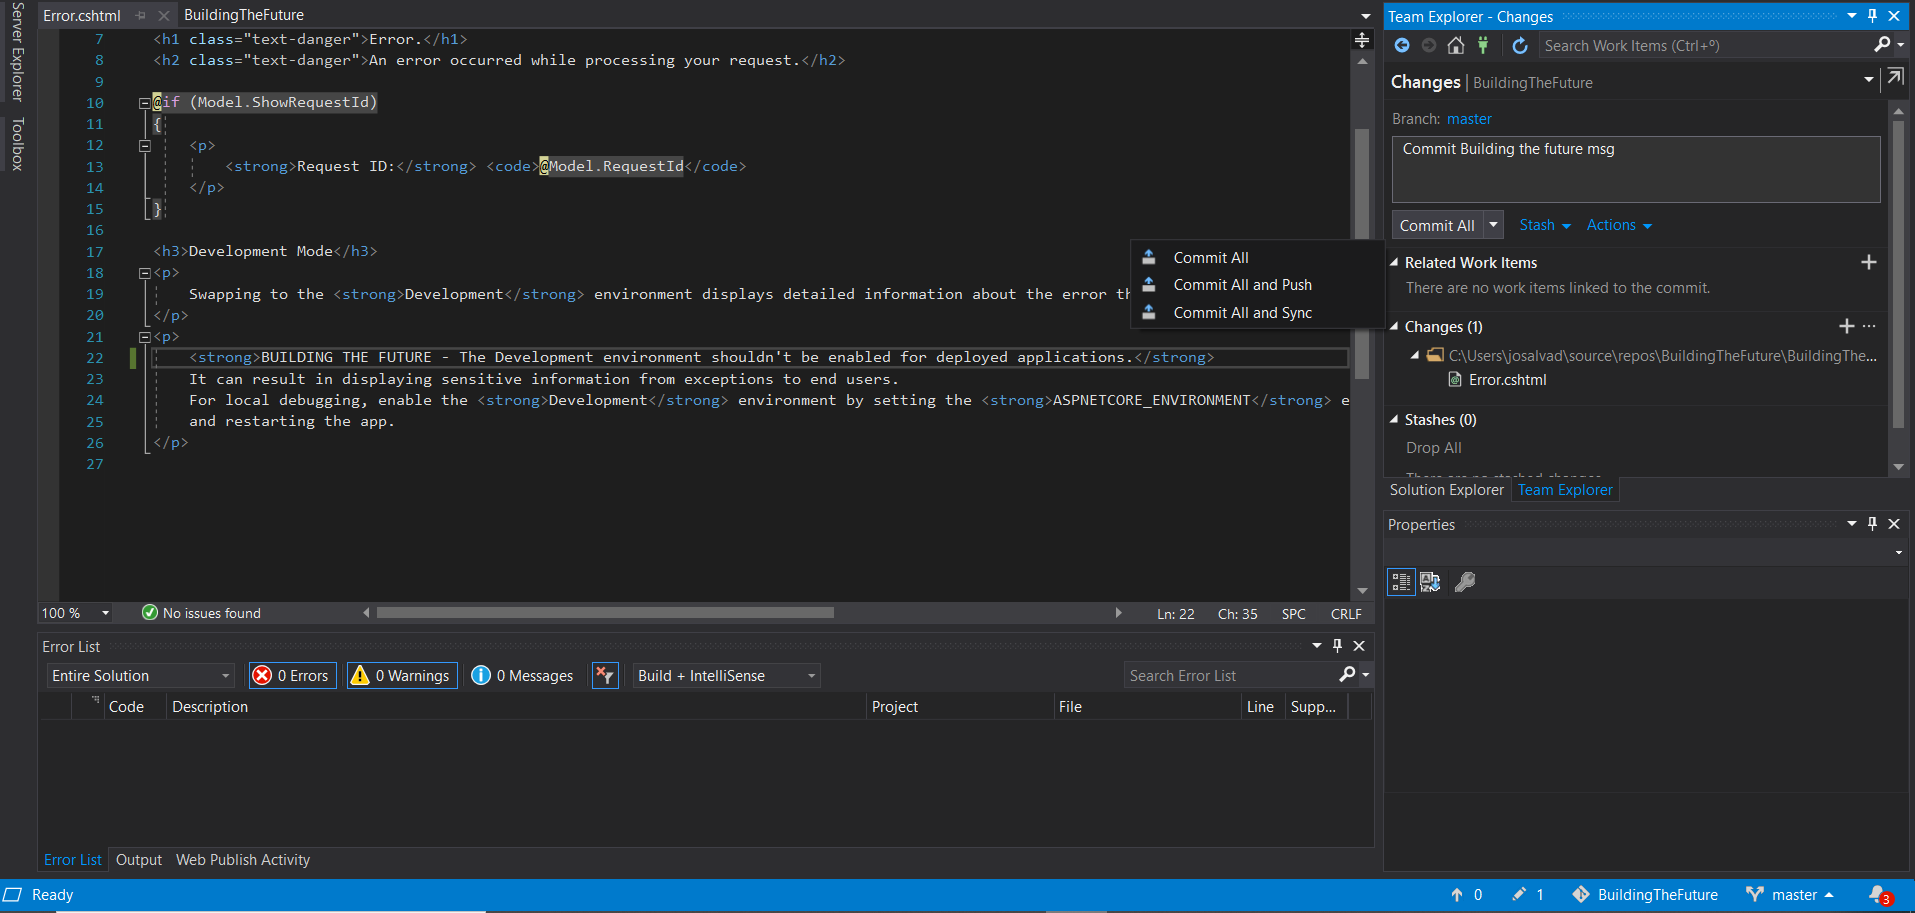 Server Explorer
Toolbox
Error.cshtml
BuildingTheFuture
7 <h1 class="text-danger">Error.</h1>
8 <h2 class="text-danger">An error occurred while processing your request.</h2>
9
10 @if (Model.ShowRequestId)
11 {
12 <p>
13 <strong>Request ID:</strong> <code>@Model.RequestId</code>
14 </p>
15 }
16
17 <h3>Development Mode</h3>
18 <p>
19 Swapping to the <strong>Development</strong> environment displays detailed information about the error th
20 </p>
21 <p>
22 <strong>BUILDING THE FUTURE - The Development environment shouldn't be enabled for deployed applications.</strong>
23 It can result in displaying sensitive information from exceptions to end users.
24 For local debugging, enable the <strong>Development</strong> environment by setting the <strong>ASPNETCORE_ENVIRONMENT</strong> e
25 and restarting the app.
26 </p>
27
Commit All
Commit All and Push
Commit All and Sync
100 %
No issues found
Ln: 22 Ch: 35 SPC CRLF
Error List
Entire Solution
0 Errors
0 Warnings
0 Messages
Build + IntelliSense
Search Error List
Code Description Project File Line Supp...
Error List Output Web Publish Activity
Team Explorer - Changes
Search Work Items (Ctrl+º)
Changes | BuildingTheFuture
Branch: master
Commit Building the future msg
Commit All Stash Actions
Related Work Items
There are no work items linked to the commit.
Changes (1)
C:\Users\josalvad\source\repos\BuildingTheFuture\BuildingThe...
Error.cshtml
Stashes (0)
Drop All
There are no stashed changes.
Solution Explorer Team Explorer
Properties
Ready
0 1 BuildingTheFuture master 3